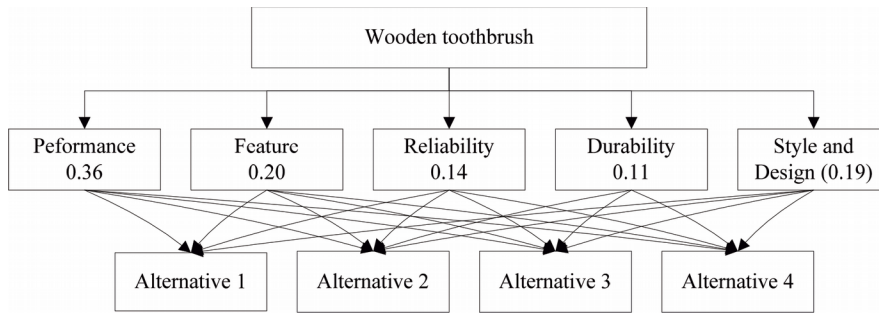 Wooden toothbrush
Peformance
0.36
Feature
0.20
Reliability
0.14
Durability
0.11
Style and
Design (0.19)
Alternative 1
Alternative 2
Alternative 3
Alternative 4